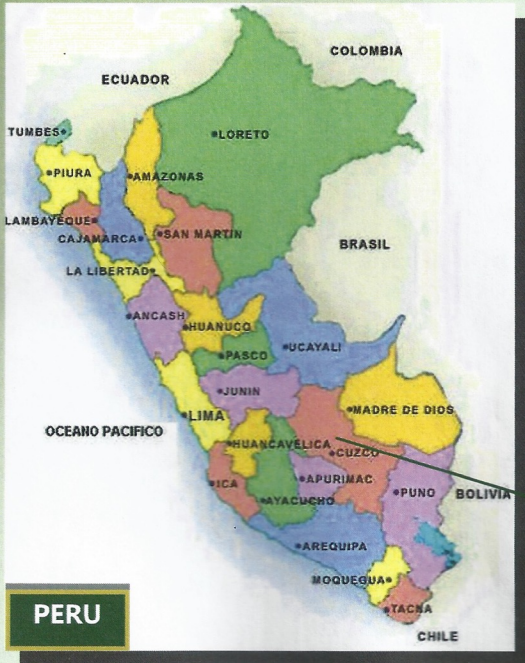 COLOMBIA
ECUADOR
TUMBES
LORETO
PIURA
AMAZONAS
LAMBAYEQUE
CAJAMARCA
SAN MARTIN
BRASIL
LA LIBERTAD
ANCASH
HUANUCO
UCAYALI
PASCO
JUNIN
MADRE DE DIOS
LIMA
OCEANO PACIFICO
HUANCAVELICA
CUZCO
APURIMAC
ICA
PUNO
BOLIVIA
AYACUCHO
AREQUIPA
MOQUEGUA
TACNA
PERU
CHILE